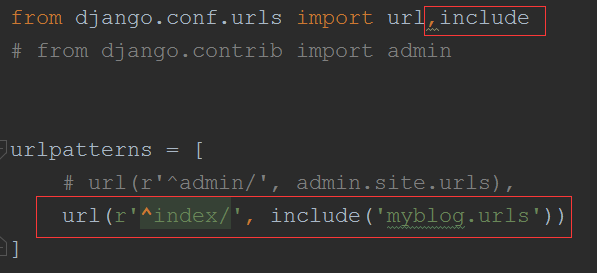 from django.conf.urls import url,include
# from django.contrib import admin
urlpatterns = [
# url(r'^admin/', admin.site.urls),
url(r'^index/', include('myblog.urls'))
]